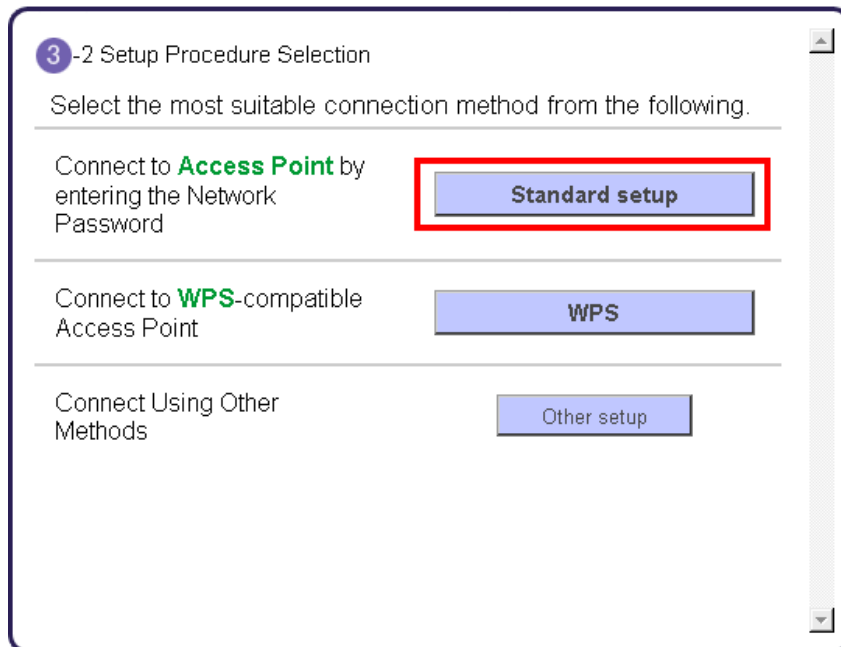 3-2 Setup Procedure Selection
Select the most suitable connection method from the following.
Connect to Access Point by
entering the Network
Password
Standard setup
Connect to WPS-compatible
Access Point
WPS
Connect Using Other
Methods
Other setup